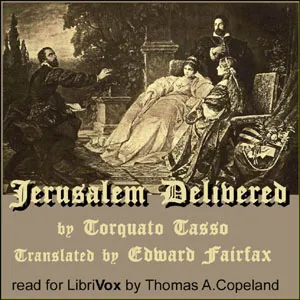 Jerusalem Delivered
by Torquato Tasso
Translated by Edward Fairfax
read for LibriVox by Thomas A.Copeland